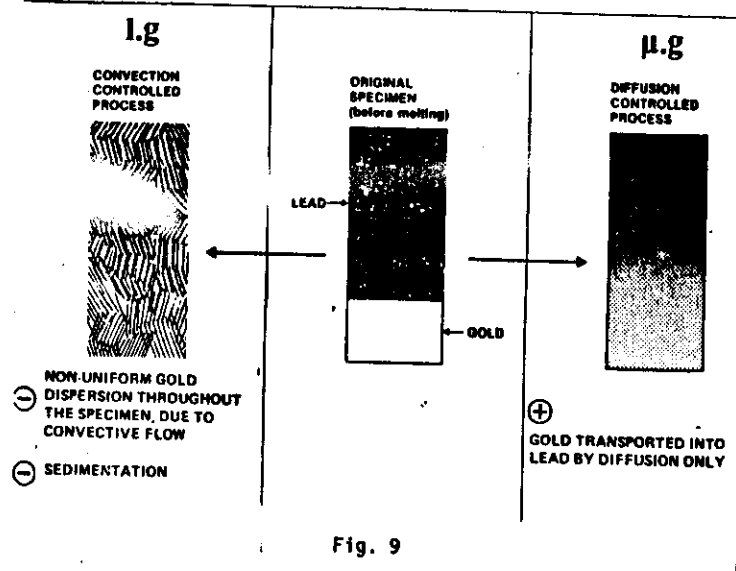 1.g
CONVECTION
CONTROLLED
PROCESS
NON-UNIFORM GOLD
DISPERSION THROUGHOUT
THE SPECIMEN, DUE TO
CONVECTIVE FLOW
SEDIMENTATION
ORIGINAL
SPECIMEN
(before melting)
LEAD
GOLD
μ.g
DIFFUSION
CONTROLLED
PROCESS
GOLD TRANSPORTED INTO
LEAD BY DIFFUSION ONLY
Fig. 9